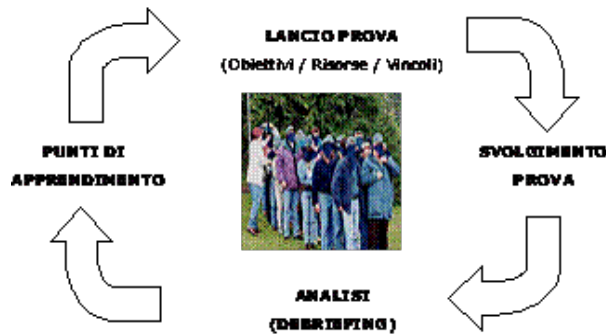 LANCIO PROVA
(Obiettivi / Risorse / Vincoli)
SVOLGIMENTO
PROVA
ANALISI
(DEBRIEFING)
PUNTI DI
APPRENDIMENTO